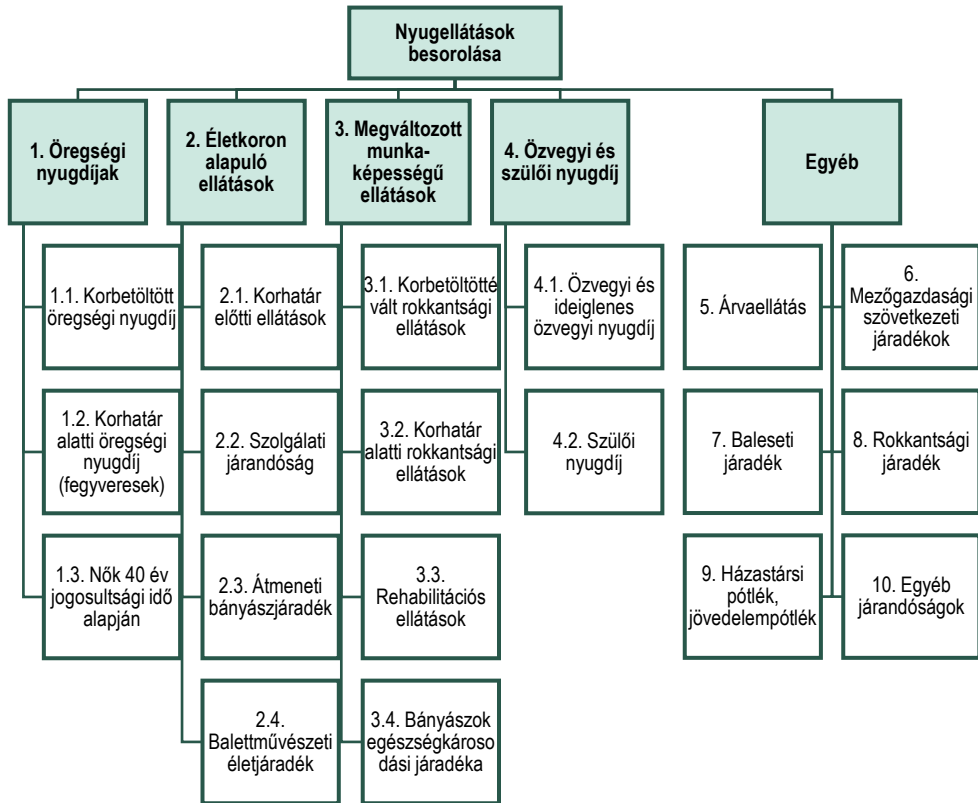 Nyugellátások
besorolása
1. Öregségi
nyugdíjak
2. Életkoron
alapuló
ellátások
3. Megváltozott
munka-
képességű
ellátások
4. Özvegyi és
szülői nyugdíj
Egyéb
1.1. Korbetöltött
öregségi nyugdíj
1.2. Korhatár
alatti öregségi
nyugdíj
(fegyveresek)
1.3. Nők 40 év
jogosultsági idő
alapján
2.1. Korhatár
előtti ellátások
2.2. Szolgálati
járandóság
2.3. Átmeneti
bányászjáradék
2.4.
Balettművészeti
életjáradék
3.1. Korbetöltötté
vált rokkantsági
ellátások
3.2. Korhatár
alatti rokkantsági
ellátások
3.3.
Rehabilitációs
ellátások
3.4. Bányászok
egészségkároso
dási járadéka
4.1. Özvegyi és
ideiglenes
özvegyi nyugdíj
4.2. Szülői
nyugdíj
5. Árvaellátás
6.
Mezőgazdasági
szövetkezeti
járadékok
7. Baleseti
járadék
8. Rokkantsági
járadék
9. Házastársi
pótlék,
jövedelempótlék
10. Egyéb
járandóságok